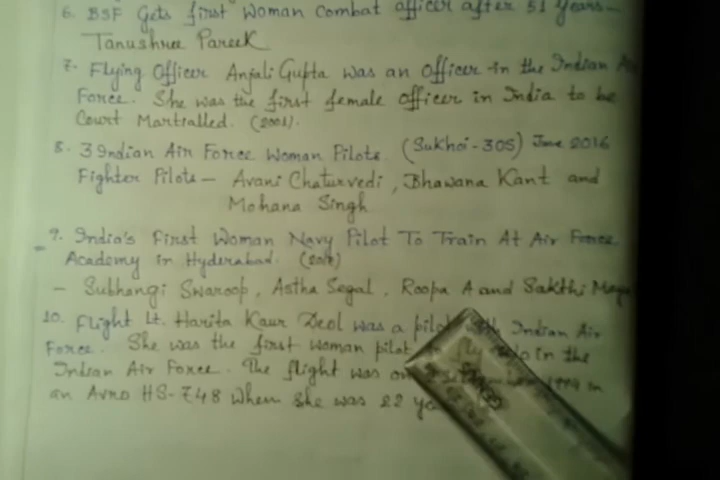 6. BSF Gets first Woman Combat officer after 51 Years-
Tanushree Pareek
7. Flying Officer Anjali Gupta was an officer in the Indian
Force. She was the first female officer in India to be
Court Martialled. (2001).
8. 3 Indian Air Force Woman Pilots. (Sukhoi-30S) June 2016
Fighter Pilots - Avani Chaturvedi, Bhawana Kant and
Mohana Singh
9. India's First Woman Navy Pilot To Train At Air Force
Academy in Hyderabad.
- Subhangi Swaroop, Astha Segal, Roopa A and Sakthi
10. Flight Lt. Harita Kaur Deol was a pilot with Indian Air
Force. She was the first woman pilot in the
Indian Air Force. The flight was on
an Avro HS-748 When she was 22